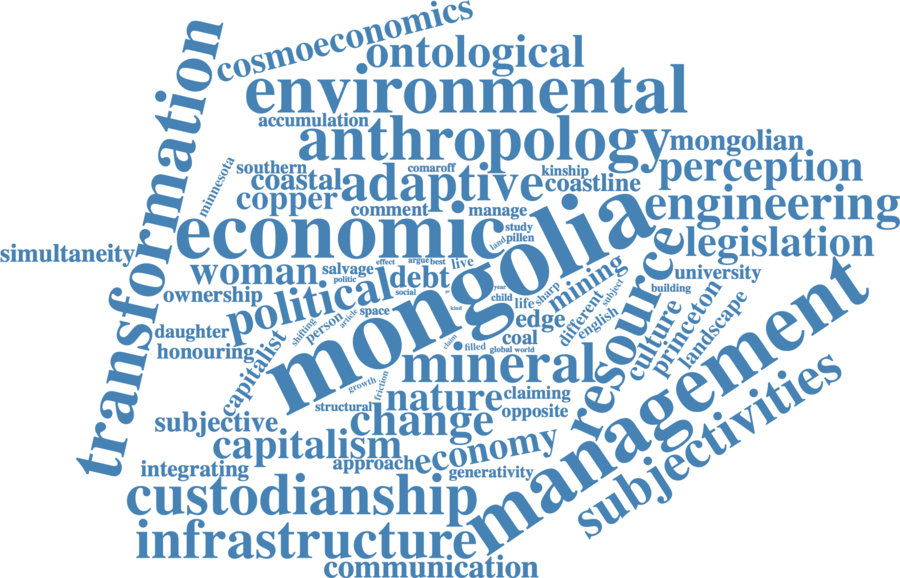 cosmoeconomics
transformation
ontological
environmental
accumulation
anthropology
mongolian
minnesota
southern
comaroff
kinship
perception
coastal
adaptive
coastline
copper
comment
manage
engineering
economic
study
land
pillen
simultaneity
legislation
mongolia
resource
woman
salvage
effect
argue
best
live
mining
university
politic
debt
building
ownership
political
social
year
child
life
sharp
subject
kind
space
article
person
shifting
edge
different
english
culture
princeton
landscape
daughter
honouring
capitalist
claim
filled
coal
global world
mineral
management
growth
friction
structural
nature
claiming
opposite
subjective
change
subjectivities
capitalism
economy
integrating
approach
generativity
custodianship
infrastructure
communication